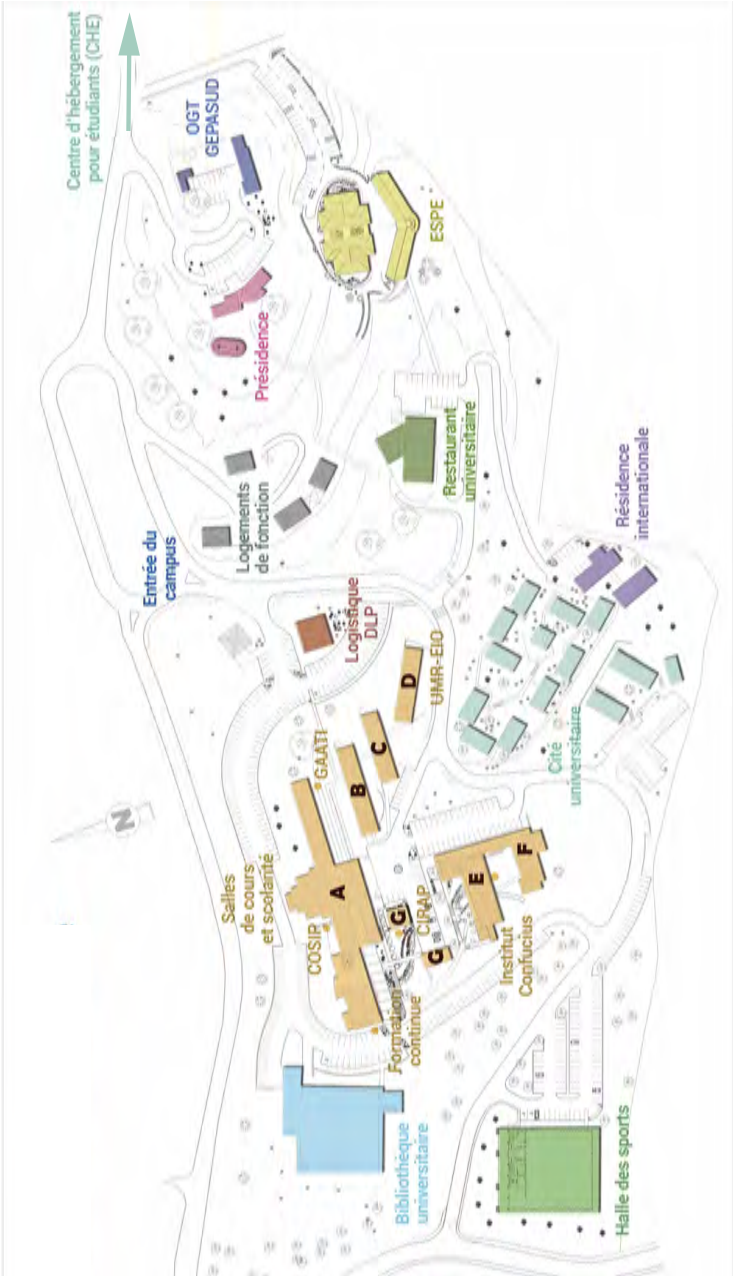 Centre d'hébergement
pour étudiants (CHE)
OGT
GEPASUD
ESPE
Présidence
Restaurant
universitaire
Résidence
internationale
Logements
de fonction
Entrée du
campus
Logistique
DLP
UMR-EIO
D
C
B
GAATI
Cité
universitaire
N
Salles
de cours
et scolarité
A
COSIP
G
CIRAP
G
E
F
Institut
Confucius
Formation
continue
Bibliothèque
universitaire
Halle des sports